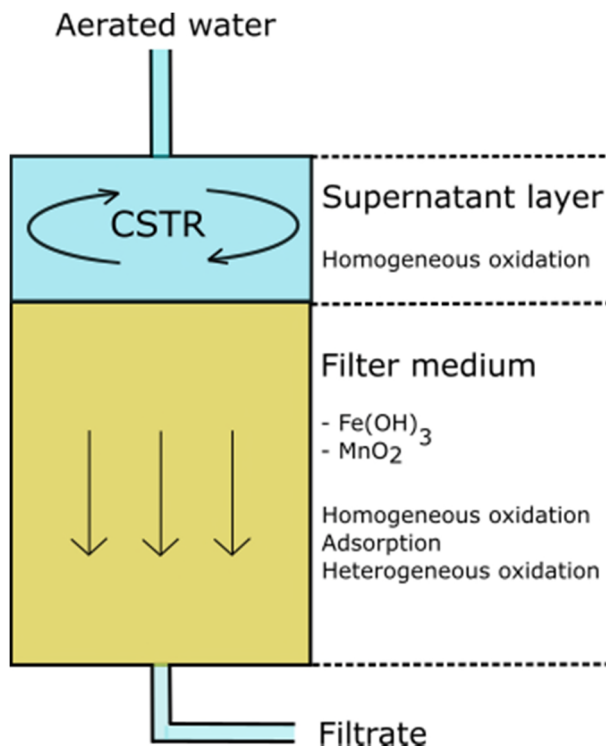 Aerated water
CSTR
Supernatant layer
Homogeneous oxidation
Filter medium
- Fe(OH)3
- MnO2
Homogeneous oxidation
Adsorption
Heterogeneous oxidation
Filtrate